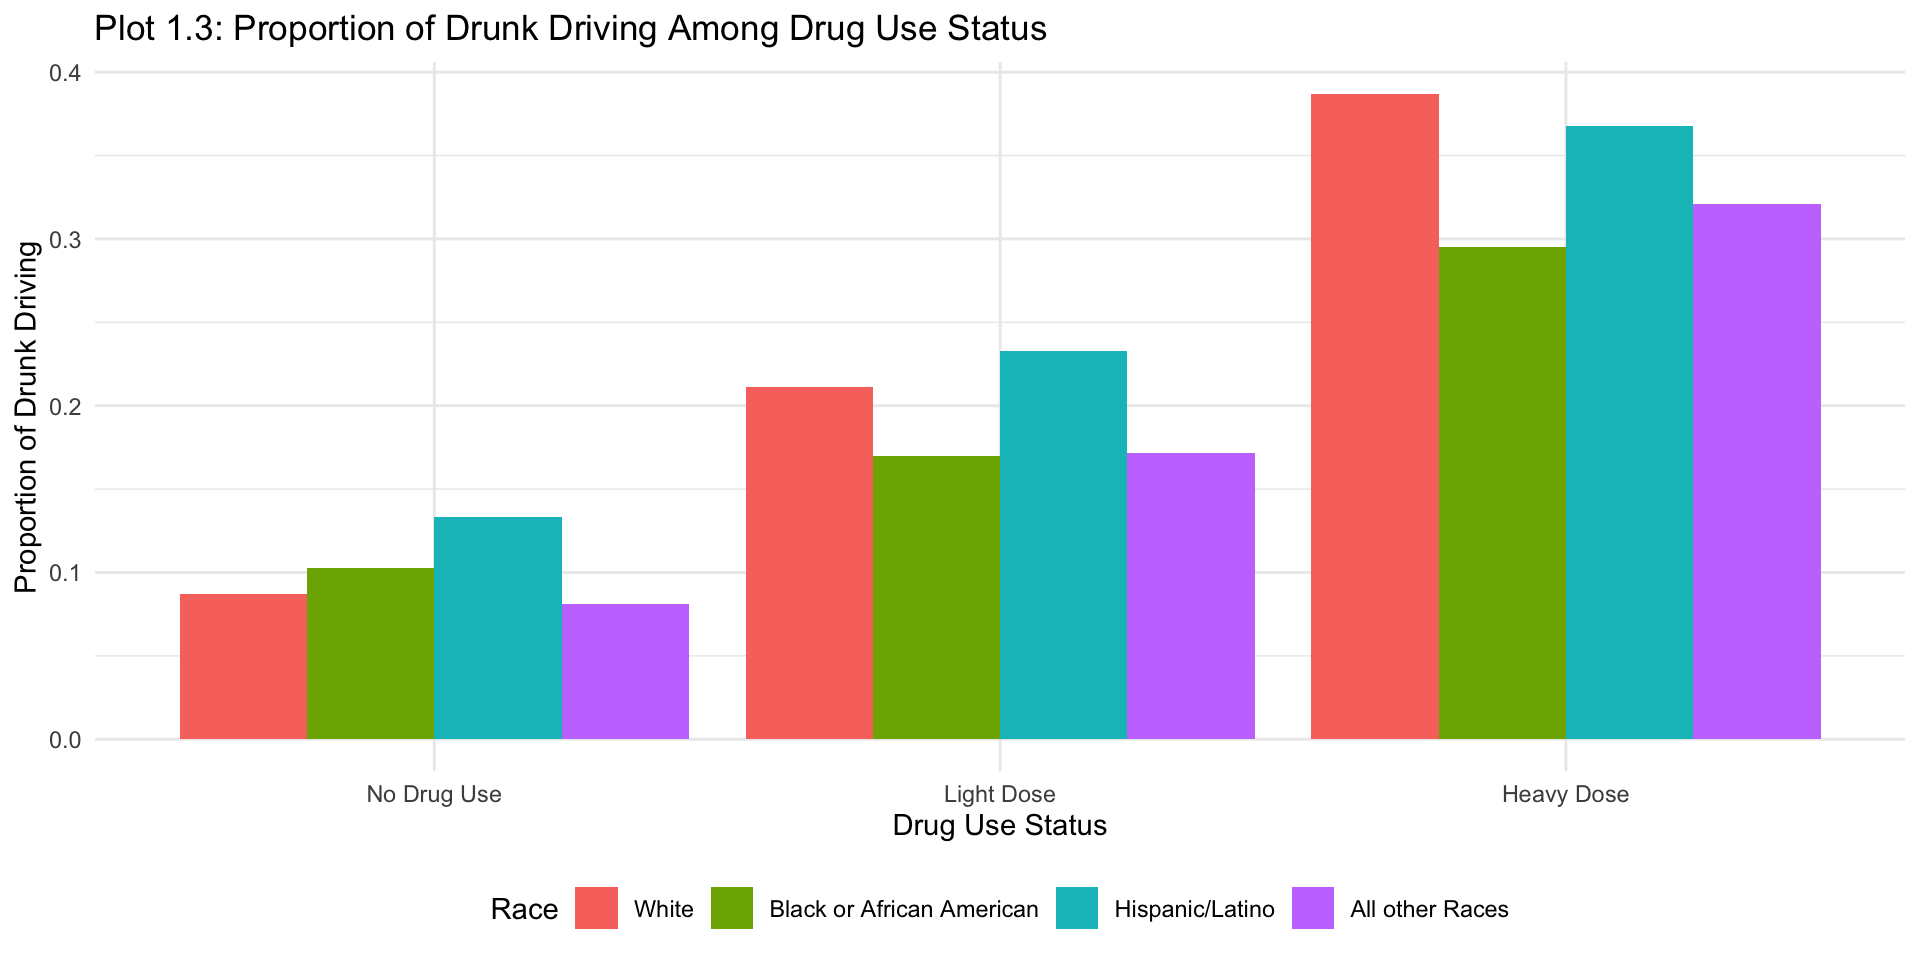 Plot 1.3: Proportion of Drunk Driving Among Drug Use Status
Proportion of Drunk Driving
0.4
0.3
0.2
0.1
0.0
No Drug Use Light Dose Heavy Dose
Drug Use Status
Race White Black or African American Hispanic/Latino All other Races